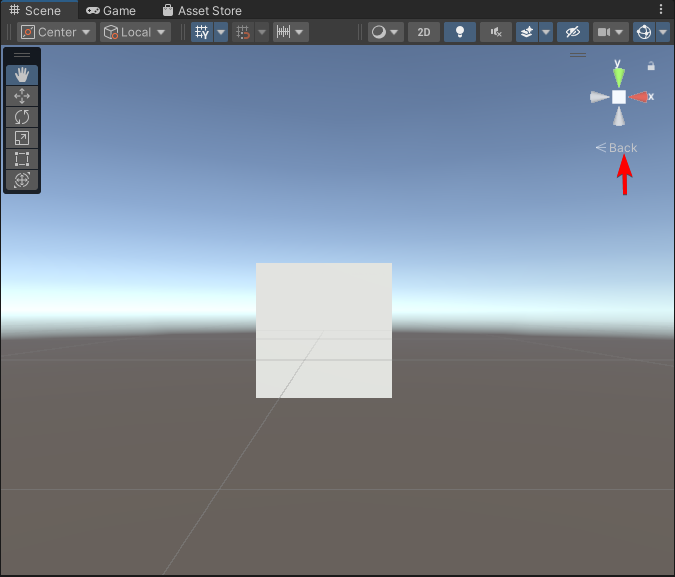 Scene Game Asset Store
Center Local 2D
y
x
Back